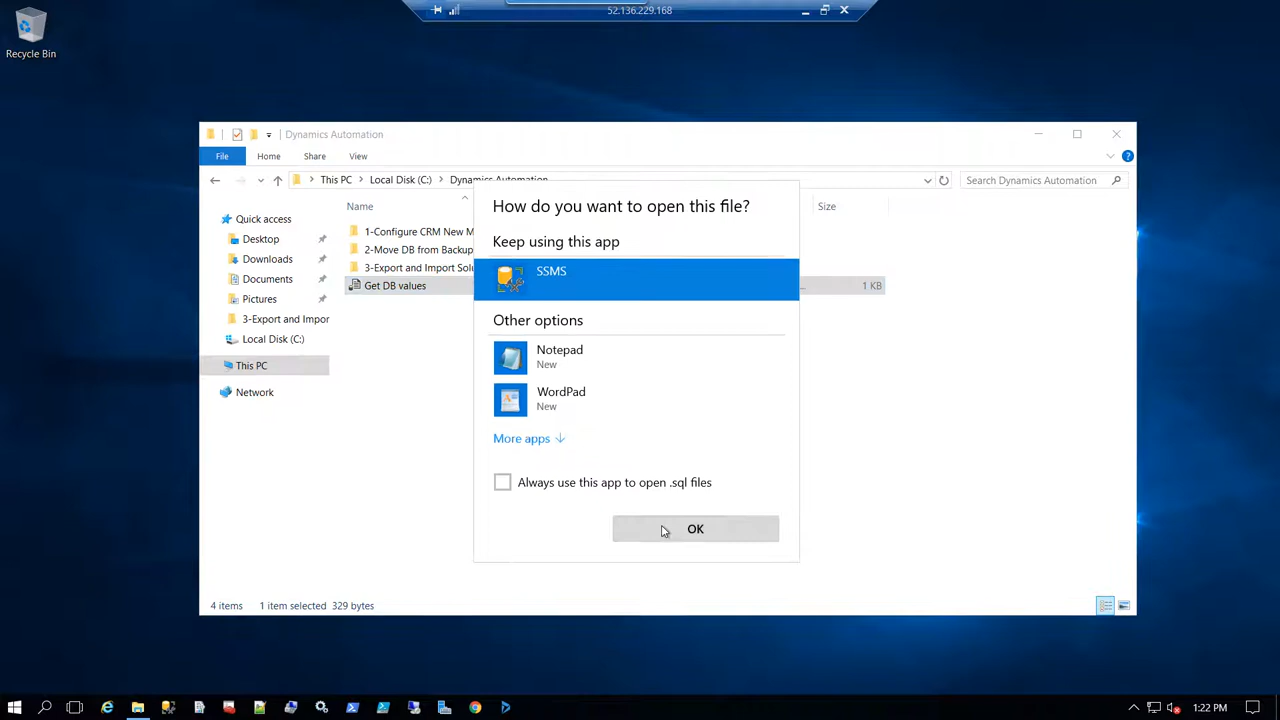 52.136.229.168
Recycle Bin
Dynamics Automation
File Home Share View
This PC Local Disk (C:) Dynamics Automation
Search Dynamics Automation
Name
Size
Quick access
Desktop
Downloads
Documents
Pictures
3-Export and Impor
Local Disk (C:)
This PC
Network
1-Configure CRM New M
2-Move DB from Backup
3-Export and Import Solu
Get DB values
1 KB
How do you want to open this file?
Keep using this app
SSMS
Other options
Notepad
New
WordPad
New
More apps
Always use this app to open .sql files
OK
4 items 1 item selected 329 bytes
1:22 PM